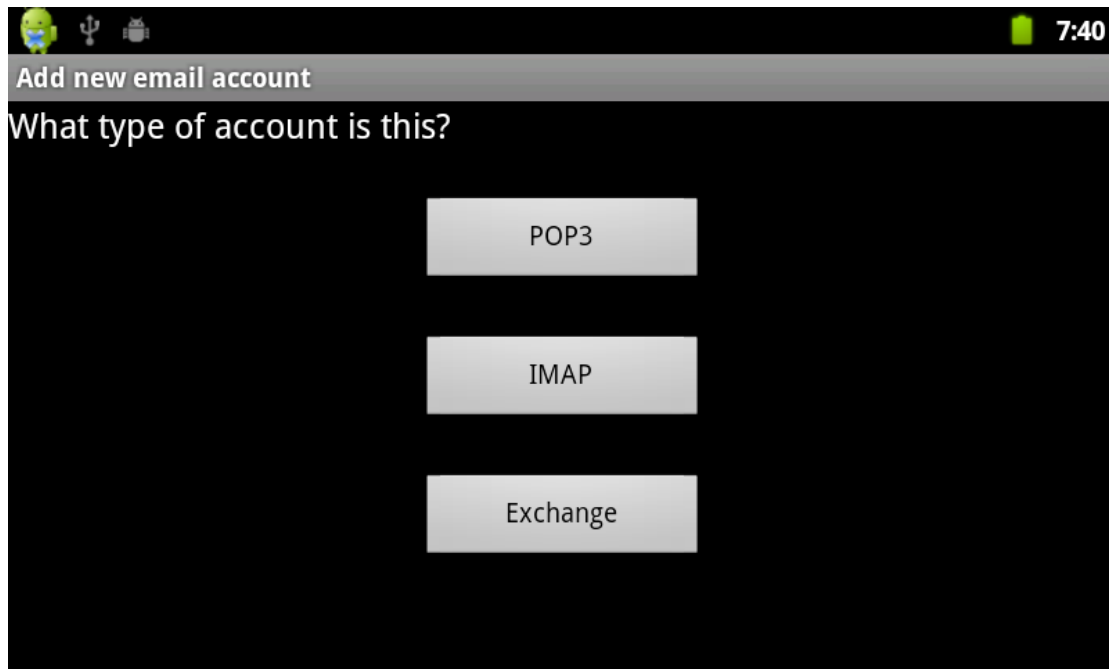 7:40
Add new email account
What type of account is this?
POP3
IMAP
Exchange